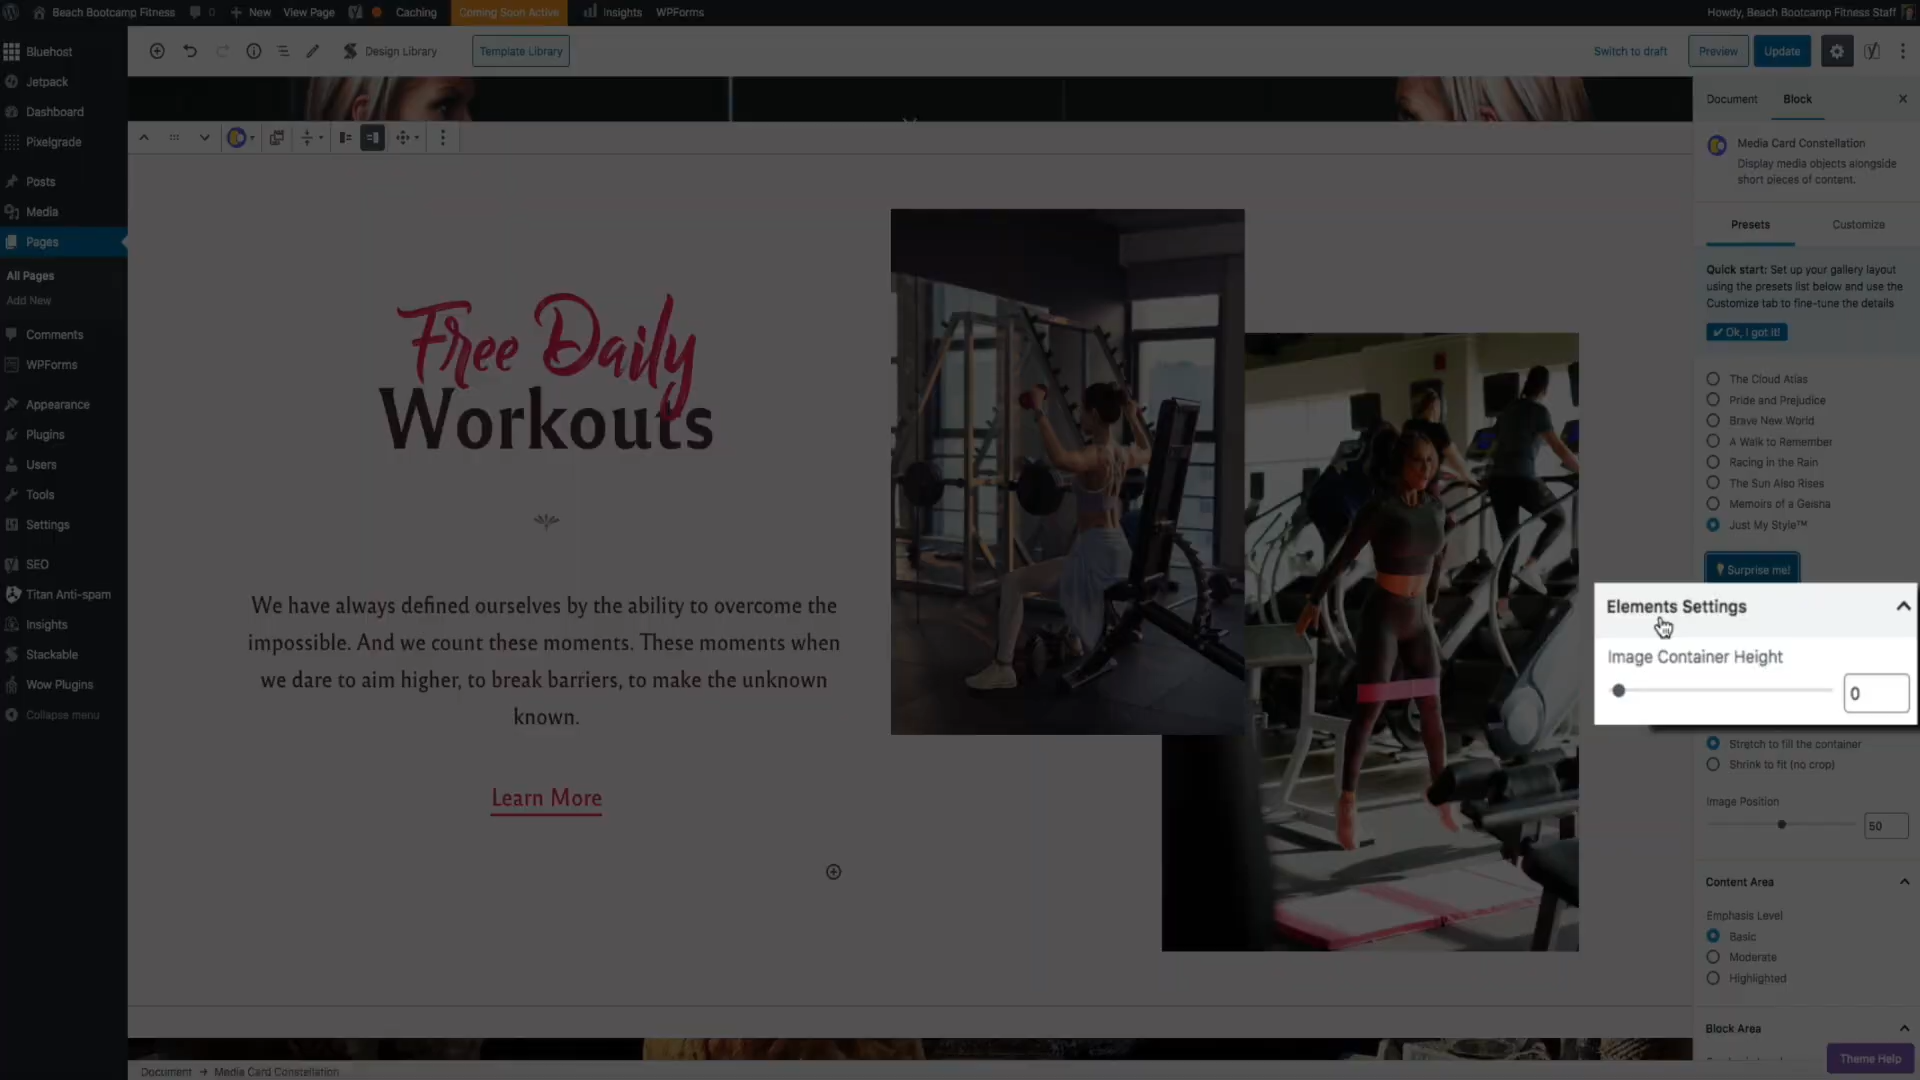 Beach Bootcamp Fitness 0 New View Page Caching Coming Soon Active Insights WPForms Howdy, Beach Bootcamp Fitness Staff
Bluehost
Jetpack
Dashboard
Pixelgrade
Posts
Media
Pages
All Pages
Add New
Comments
WPForms
Appearance
Plugins
Users
Tools
Settings
SEO
Titan Anti-spam
Insights
Stackable
Wow Plugins
Collapse menu
Design Library Template Library Switch to draft Preview Update
Free Daily
Workouts
We have always defined ourselves by the ability to overcome the
impossible. And we count these moments. These moments when
we dare to aim higher, to break barriers, to make the unknown
known.
Learn More
Document Block
Media Card Constellation
Display media objects alongside
short pieces of content.
Presets Customize
Quick start: Set up your gallery layout
using the presets list below and use the
Customize tab to fine-tune the details
✔ Ok, I got it!
The Cloud Atlas
Pride and Prejudice
Brave New World
A Walk to Remember
Racing in the Rain
The Sun Also Rises
Memoirs of a Geisha
Just My Style™
Surprise me!
Elements Settings
Image Container Height
0
Stretch to fill the container
Shrink to fit (no crop)
Image Position
50
Content Area
Emphasis Level
Basic
Moderate
Highlighted
Block Area
Theme Help
Document → Media Card Constellation